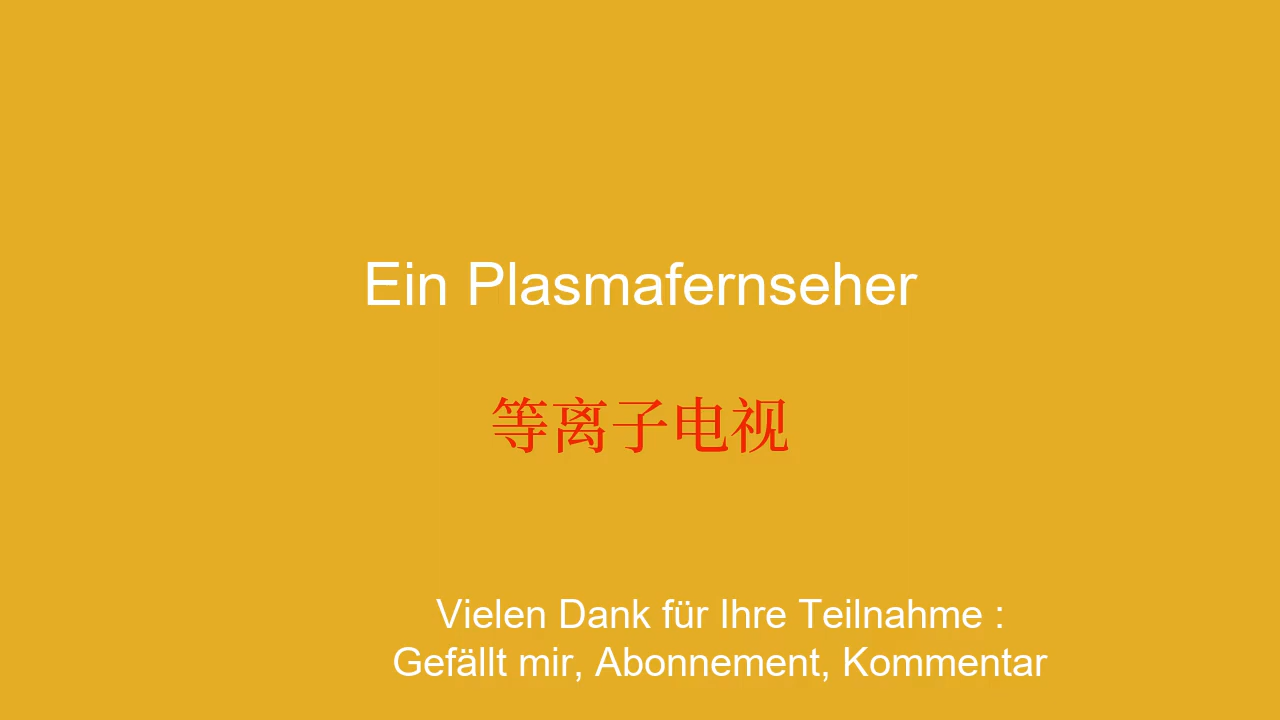 Ein Plasmafernseher
等离子电视
Vielen Dank für Ihre Teilnahme :
Gefällt mir, Abonnement, Kommentar